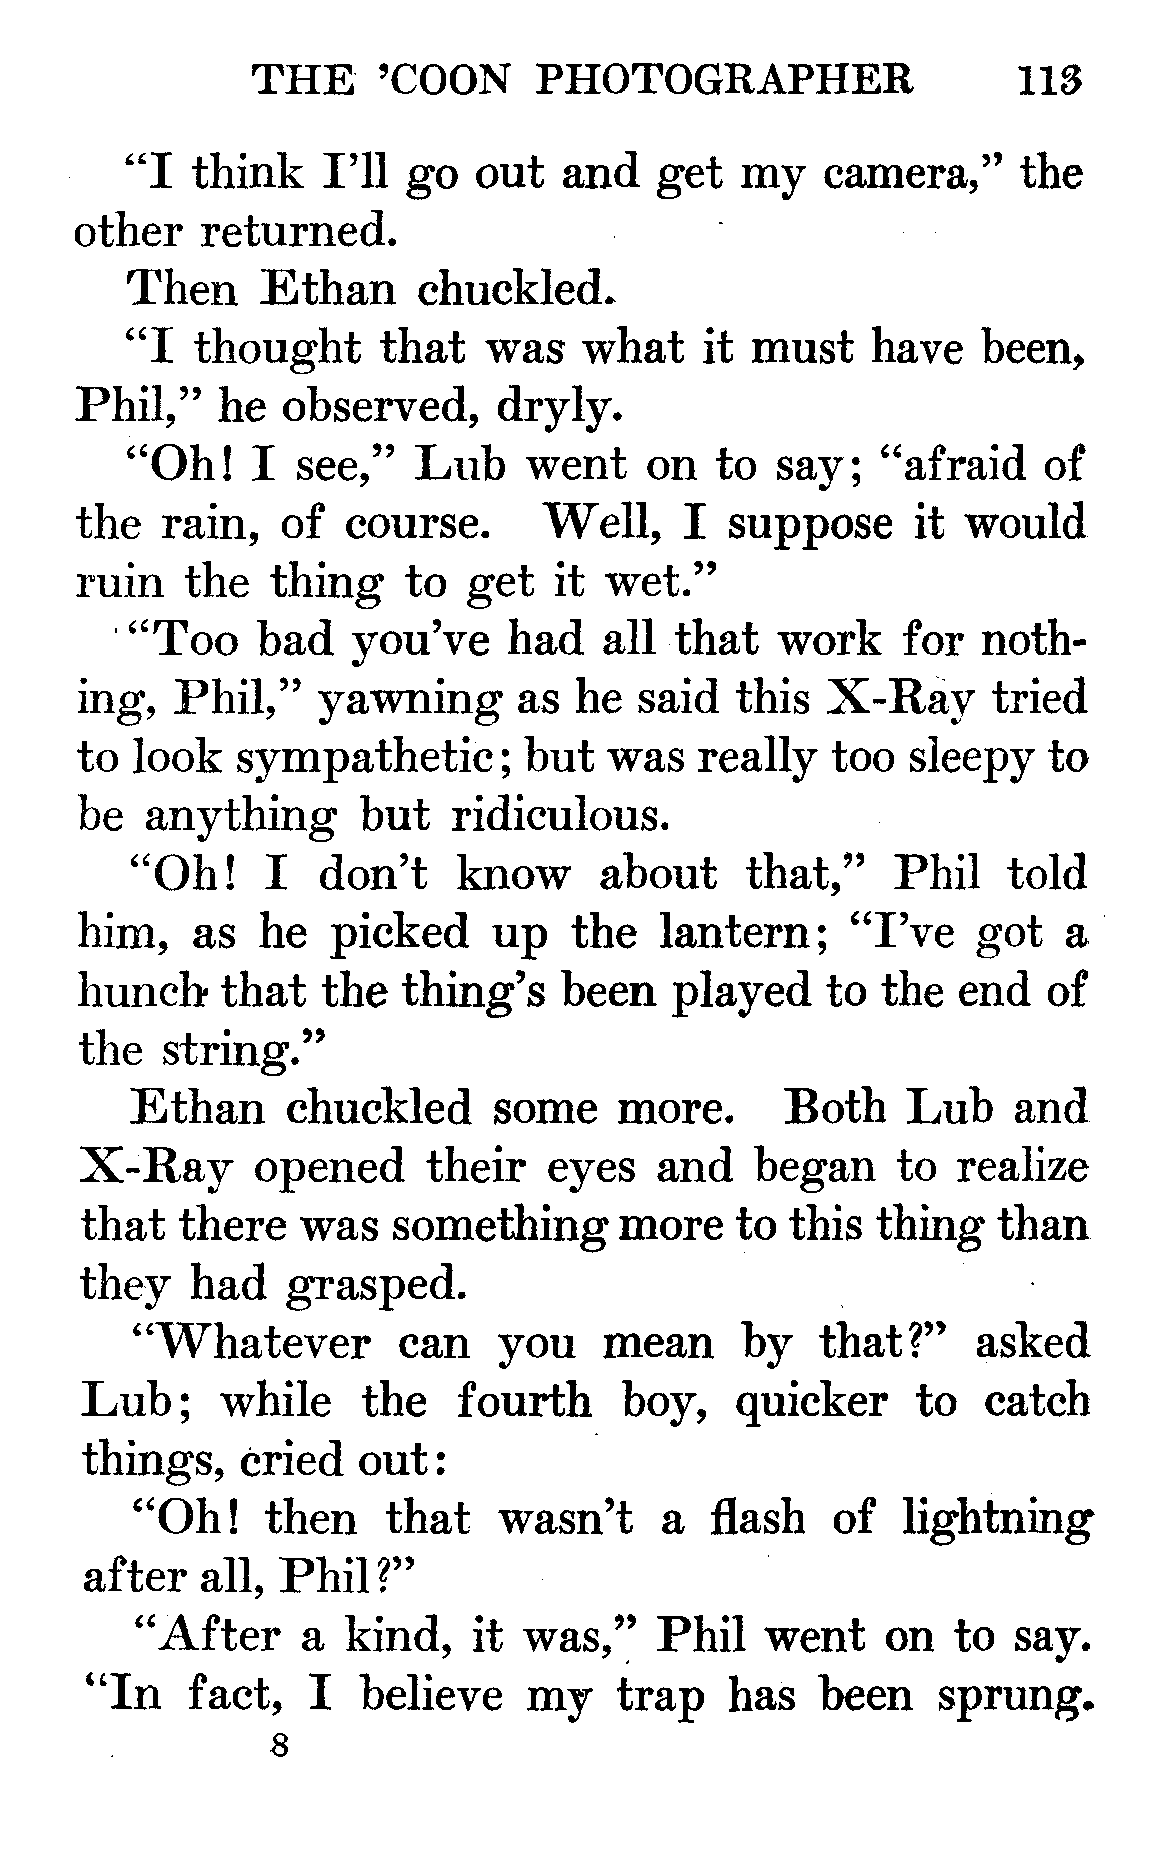 THE ’COON PHOTOGRAPHER 113
“I think I’ll go out and get my camera,” the
other returned.
Then Ethan chuckled.
“I thought that was what it must have been,
Phil,” he observed, dryly.
“Oh! I see,” Lub went on to say; “afraid of
the rain, of course. Well, I suppose it would
ruin the thing to get it wet.”
“Too bad you’ve had all that work for noth-
ing, Phil,” yawning as he said this X-Ray tried
to look sympathetic; but was really too sleepy to
be anything but ridiculous.
“Oh! I don’t know about that,” Phil told
him, as he picked up the lantern; “I’ve got a
hunch that the thing’s been played to the end of
the string.”
Ethan chuckled some more. Both Lub and
X-Ray opened their eyes and began to realize
that there was something more to this thing than
they had grasped.
“Whatever can you mean by that?” asked
Lub; while the fourth boy, quicker to catch
things, cried out:
“Oh! then that wasn’t a flash of lightning
after all, Phil?”
“After a kind, it was,” Phil went on to say.
“In fact, I believe my trap has been sprung.
8